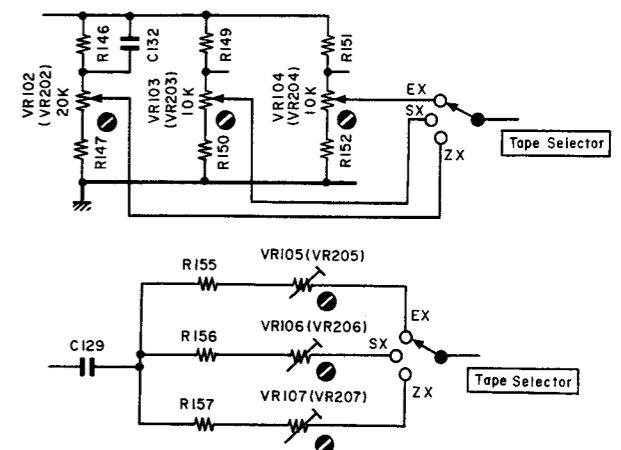 R146
C132
R149
R151
VR102
(VR202)
20K
VR103
(VR203)
10K
VR104
(VR204)
10K
EX
SX
ZX
Tape Selector
R147
R150
R152
VR105(VR205)
R155
EX
VR106(VR206)
R156
SX
C129
ZX
Tape Selector
VR107(VR207)
R157